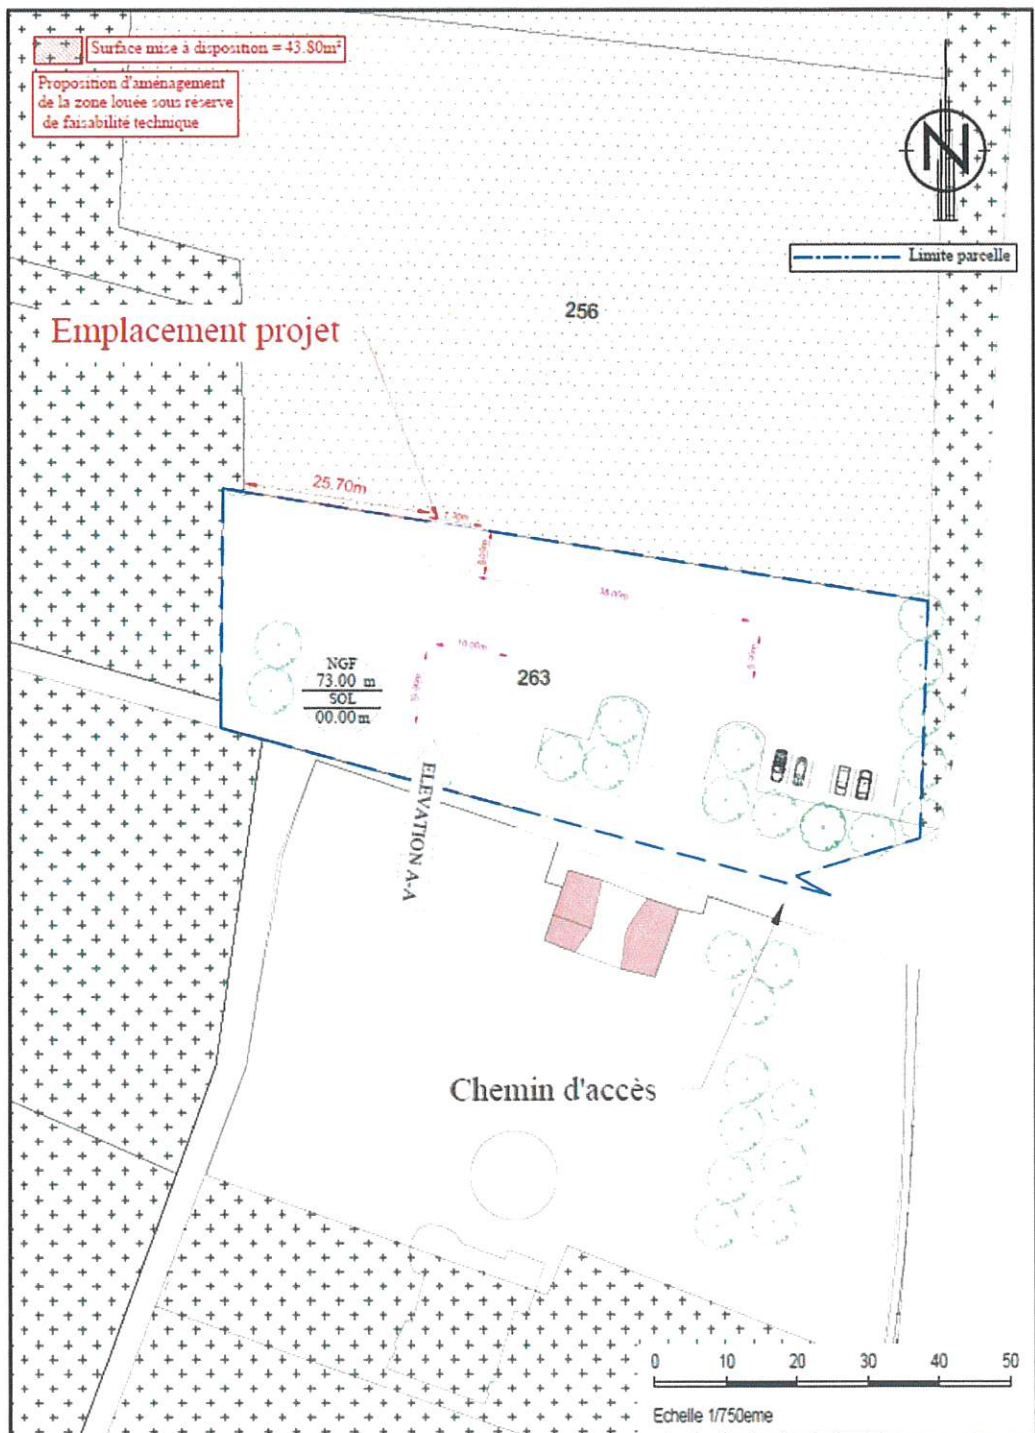 Surface mise à disposition = 43.80m²
Proposition d'aménagement
de la zone louée sous réserve
de faisabilité technique
N
Limite parcelle
256
Emplacement projet
25.70m
263
10.00m
NGF
73.00 m
SOL
00.00m
ELEVATION A-A
Chemin d'accès
0 10 20 30 40 50
Echelle 1/750eme